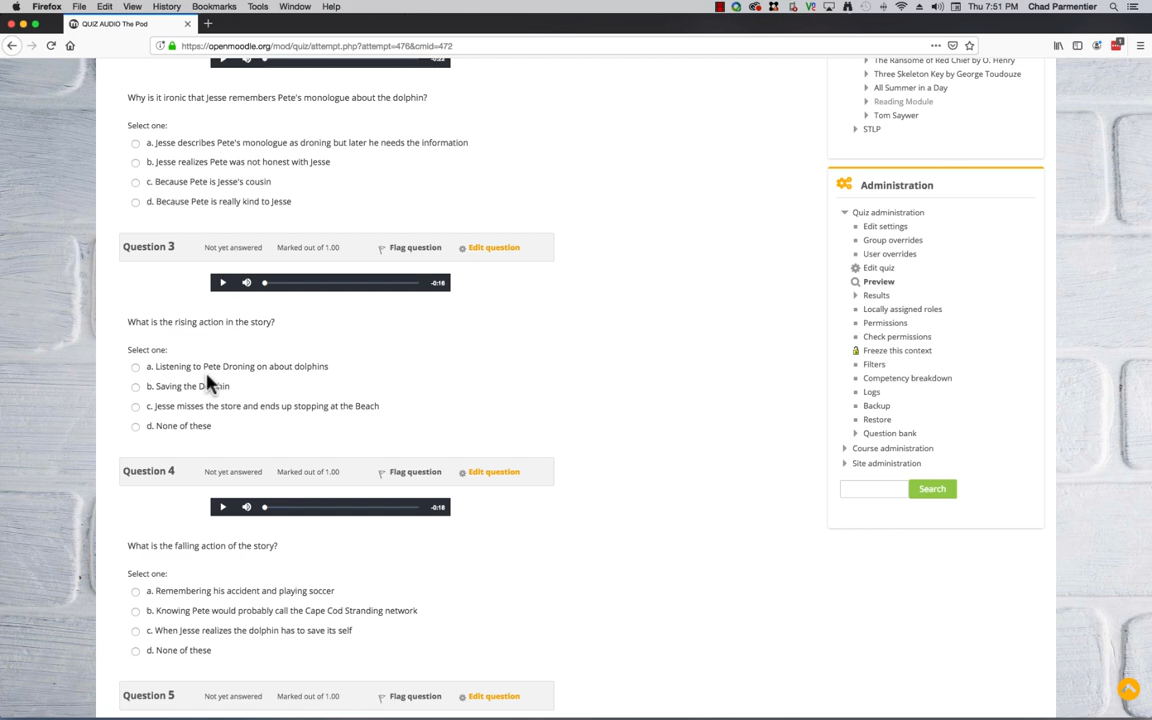 Firefox File Edit View History Bookmarks Tools Window Help Thu 7:51 PM Chad Parmentier
QUIZ AUDIO The Pod
https://openmoodle.org/mod/quiz/attempt.php?attempt=476&cmid=472
-0:22
Why is it ironic that Jesse remembers Pete's monologue about the dolphin?
Select one:
a. Jesse describes Pete's monologue as droning but later he needs the information
b. Jesse realizes Pete was not honest with Jesse
c. Because Pete is Jesse's cousin
d. Because Pete is really kind to Jesse
Question 3 Not yet answered Marked out of 1.00 Flag question Edit question
-0:16
What is the rising action in the story?
Select one:
a. Listening to Pete Droning on about dolphins
b. Saving the
c. Jesse misses the store and ends up stopping at the Beach
d. None of these
Question 4 Not yet answered Marked out of 1.00 Flag question Edit question
-0:18
What is the falling action of the story?
Select one:
a. Remembering his accident and playing soccer
b. Knowing Pete would probably call the Cape Cod Stranding network
c. When Jesse realizes the dolphin has to save its self
d. None of these
Question 5 Not yet answered Marked out of 1.00 Flag question Edit question
The Ransome of Red Chief by O. Henry
Three Skeleton Key by George Toudouze
All Summer in a Day
Reading Module
Tom Saywer
STLP
Administration
Quiz administration
Edit settings
Group overrides
User overrides
Edit quiz
Preview
Results
Locally assigned roles
Permissions
Check permissions
Freeze this context
Filters
Competency breakdown
Logs
Backup
Restore
Question bank
Course administration
Site administration
Search